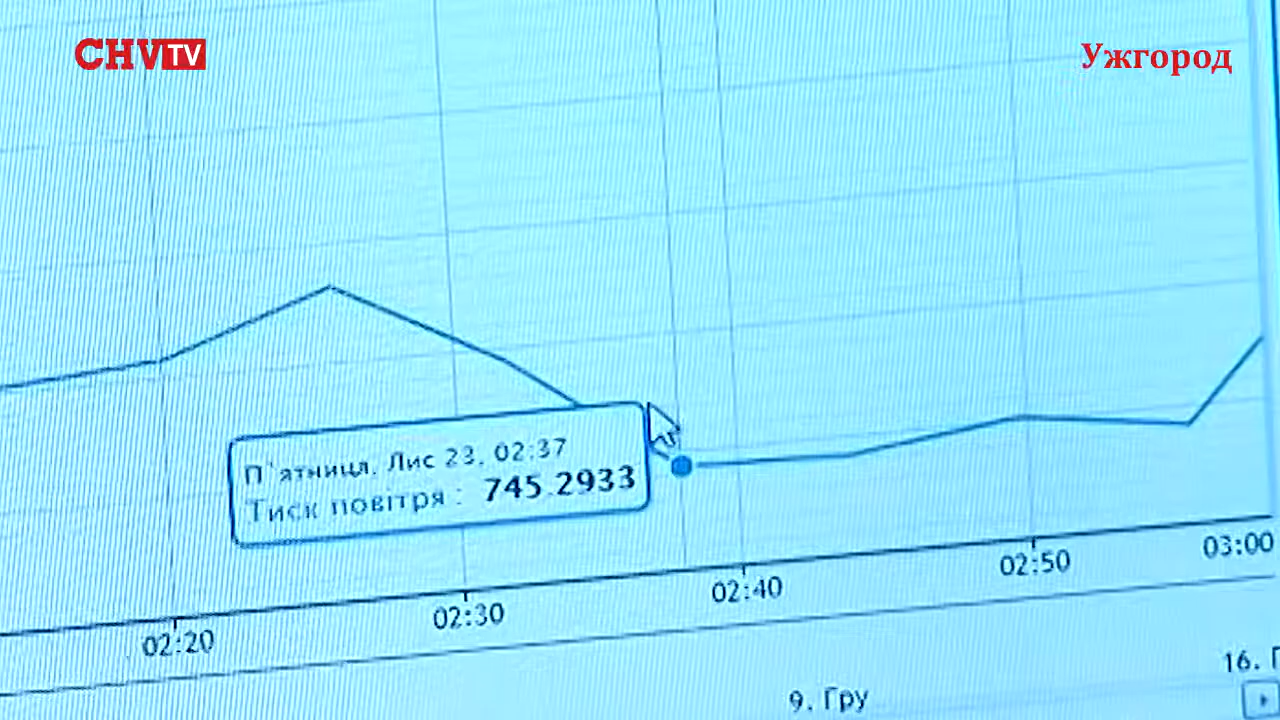 CHVTV
Ужгород
П`ятниця, Лис 23, 02:37
Тиск повітря : 745.2933
02:20
02:30
02:40
02:50
03:00
9. Гру
16. Г